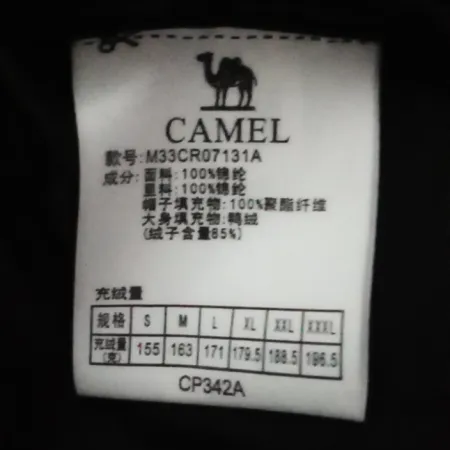 CAMEL
款号: M33CR07131A
成分: 面料: 100%锦纶
里料: 100%锦纶
帽子填充物: 100%聚酯纤维
大身填充物: 鸭绒
(绒子含量85%)
充绒量
规格 S M L XL XXL XXXL
充绒量(克) 155 163 171 179.5 188.5 196.5
CP342A